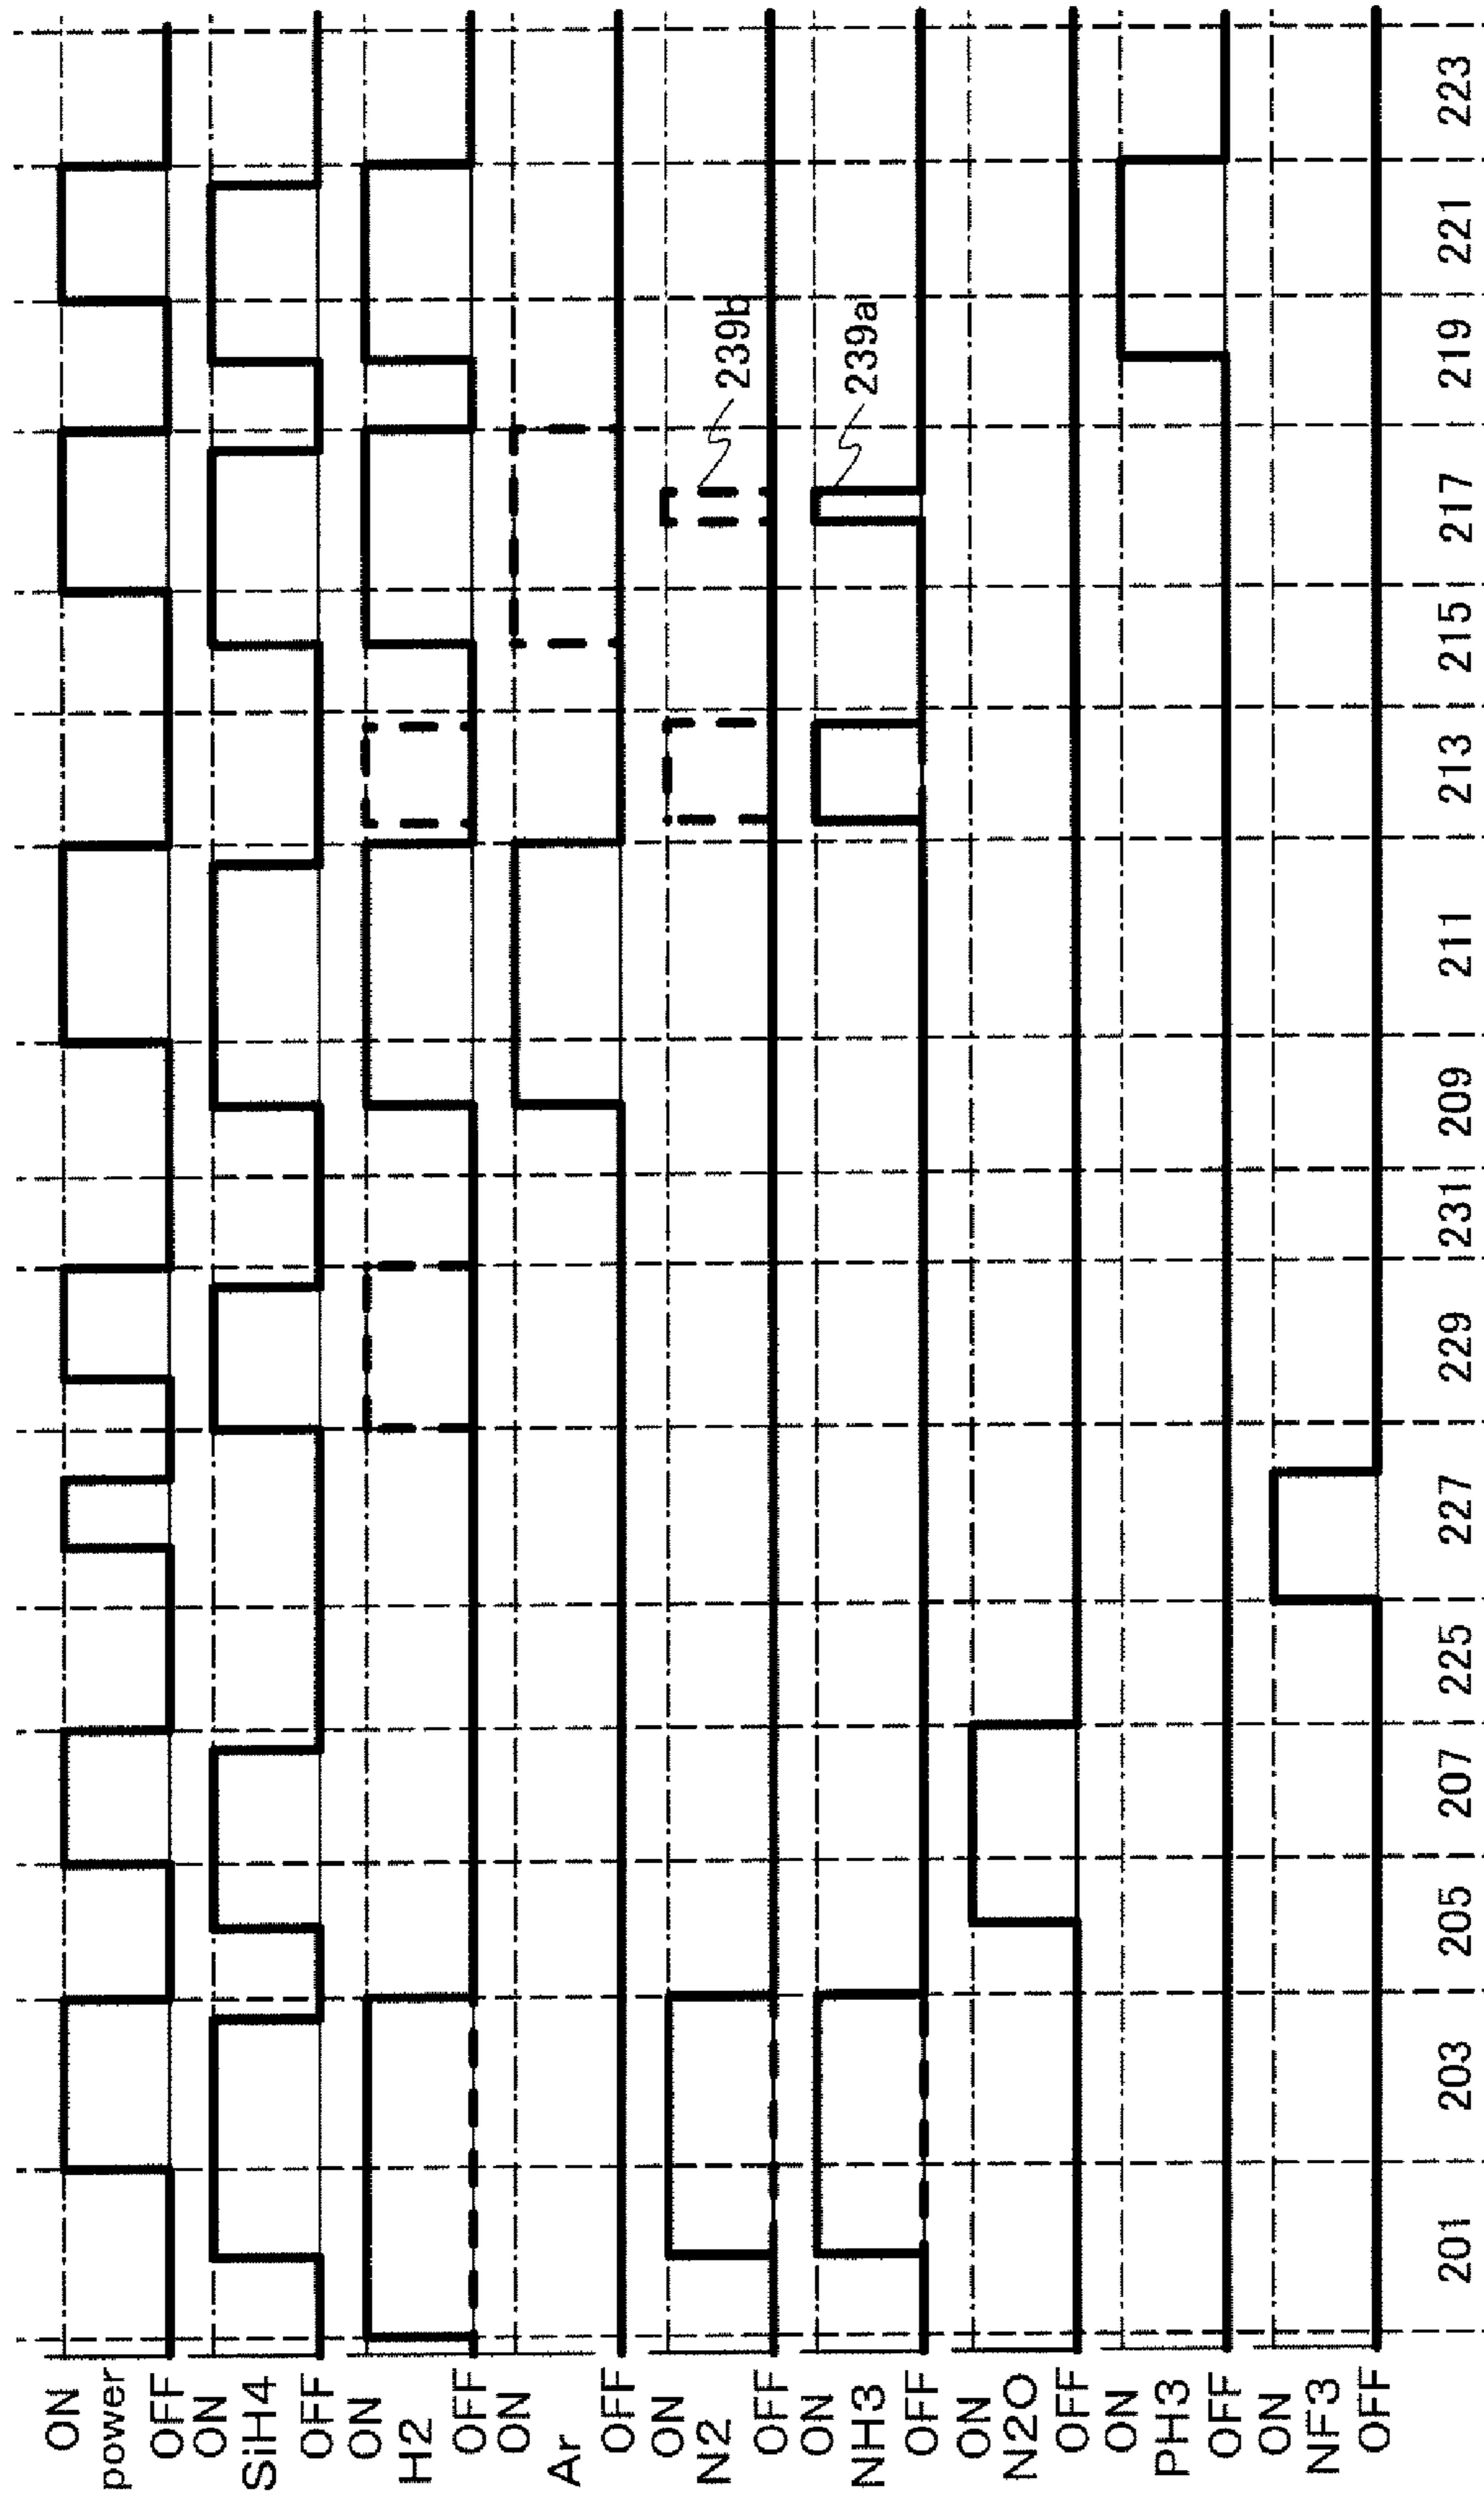 ON
power
OFF
ON
SiH4
OFF
ON
H2
OFF
ON
Ar
OFF
ON
N2
OFF
239b
ON
NH3
OFF
239a
ON
N2O
OFF
ON
PH3
OFF
ON
NF3
OFF
201 203 205 207 225 227 229 231 209 211 213 215 217 219 221 223